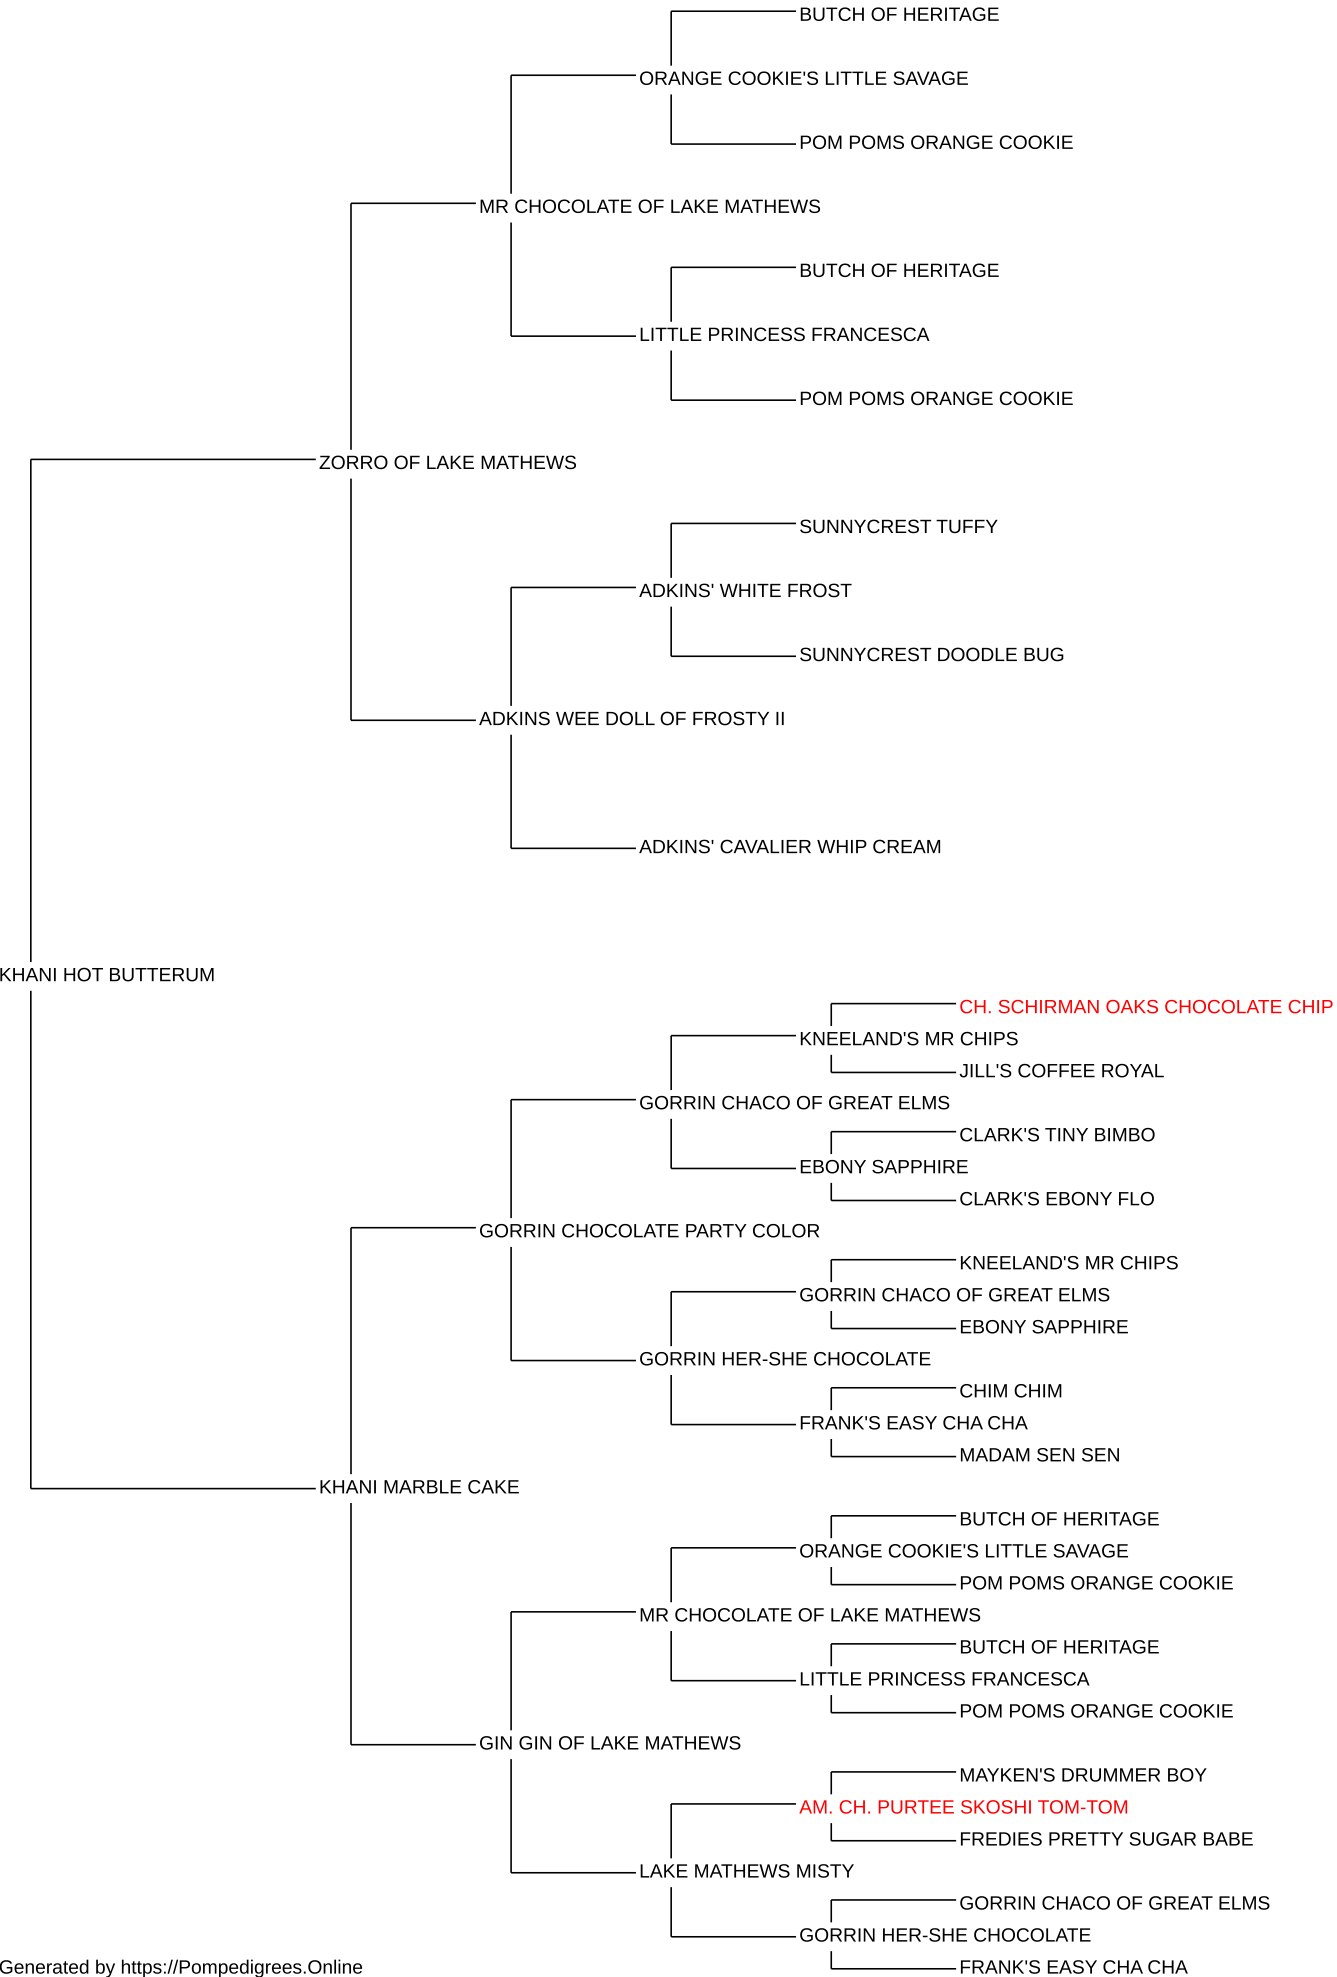 BUTCH OF HERITAGE
ORANGE COOKIE'S LITTLE SAVAGE
POM POMS ORANGE COOKIE
MR CHOCOLATE OF LAKE MATHEWS
BUTCH OF HERITAGE
LITTLE PRINCESS FRANCESCA
POM POMS ORANGE COOKIE
ZORRO OF LAKE MATHEWS
SUNNYCREST TUFFY
ADKINS' WHITE FROST
SUNNYCREST DOODLE BUG
ADKINS WEE DOLL OF FROSTY II
ADKINS' CAVALIER WHIP CREAM
KHANI HOT BUTTERUM
CH. SCHIRMAN OAKS CHOCOLATE CHIP
KNEELAND'S MR CHIPS
JILL'S COFFEE ROYAL
GORRIN CHACO OF GREAT ELMS
CLARK'S TINY BIMBO
EBONY SAPPHIRE
CLARK'S EBONY FLO
GORRIN CHOCOLATE PARTY COLOR
KNEELAND'S MR CHIPS
GORRIN CHACO OF GREAT ELMS
EBONY SAPPHIRE
GORRIN HER-SHE CHOCOLATE
CHIM CHIM
FRANK'S EASY CHA CHA
MADAM SEN SEN
KHANI MARBLE CAKE
BUTCH OF HERITAGE
ORANGE COOKIE'S LITTLE SAVAGE
POM POMS ORANGE COOKIE
MR CHOCOLATE OF LAKE MATHEWS
BUTCH OF HERITAGE
LITTLE PRINCESS FRANCESCA
POM POMS ORANGE COOKIE
GIN GIN OF LAKE MATHEWS
MAYKEN'S DRUMMER BOY
AM. CH. PURTEE SKOSHI TOM-TOM
FREDIES PRETTY SUGAR BABE
LAKE MATHEWS MISTY
GORRIN CHACO OF GREAT ELMS
GORRIN HER-SHE CHOCOLATE
FRANK'S EASY CHA CHA
Generated by https://Pompedigrees.Online